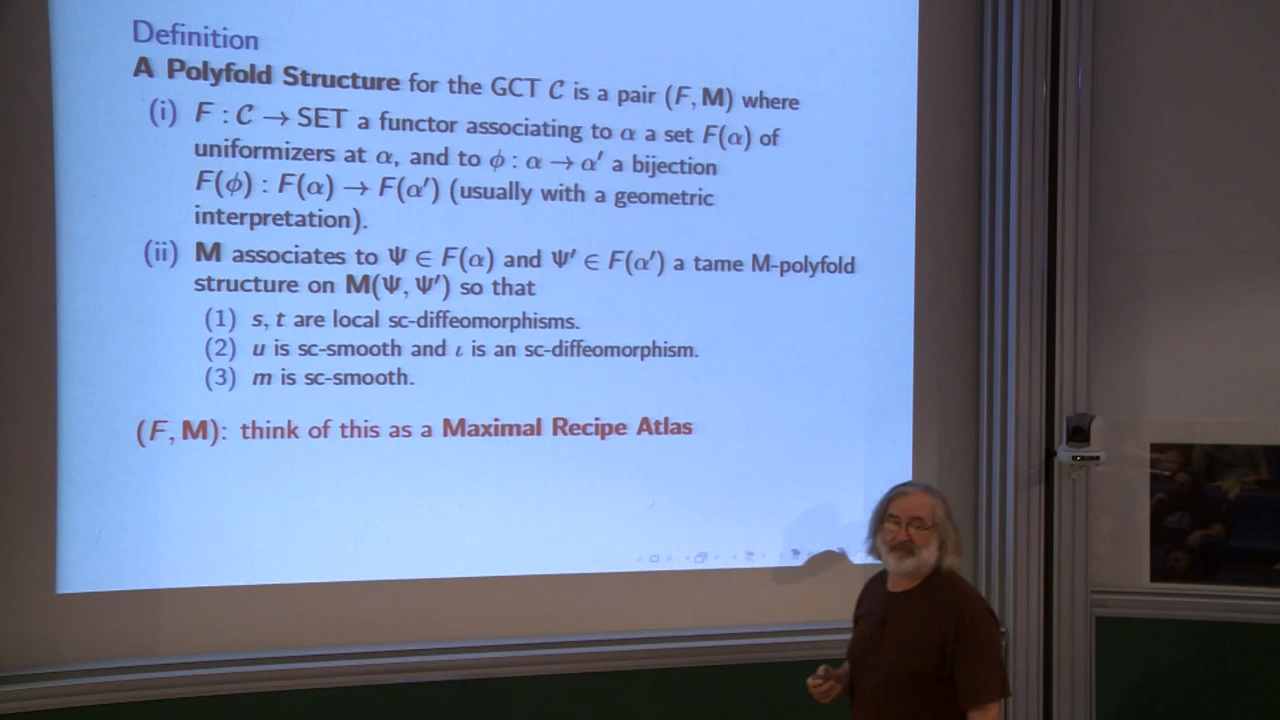 Definition
A Polyfold Structure for the GCT 𝒞 is a pair (F, M) where
(i) F : 𝒞 → SET a functor associating to α a set F(α) of
uniformizers at α, and to ϕ : α → α′ a bijection
F(ϕ) : F(α) → F(α′) (usually with a geometric
interpretation).
(ii) M associates to Ψ ∈ F(α) and Ψ′ ∈ F(α′) a tame M-polyfold
structure on M(Ψ, Ψ′) so that
(1) s, t are local sc-diffeomorphisms.
(2) u is sc-smooth and ι is an sc-diffeomorphism.
(3) m is sc-smooth.
(F, M): think of this as a Maximal Recipe Atlas